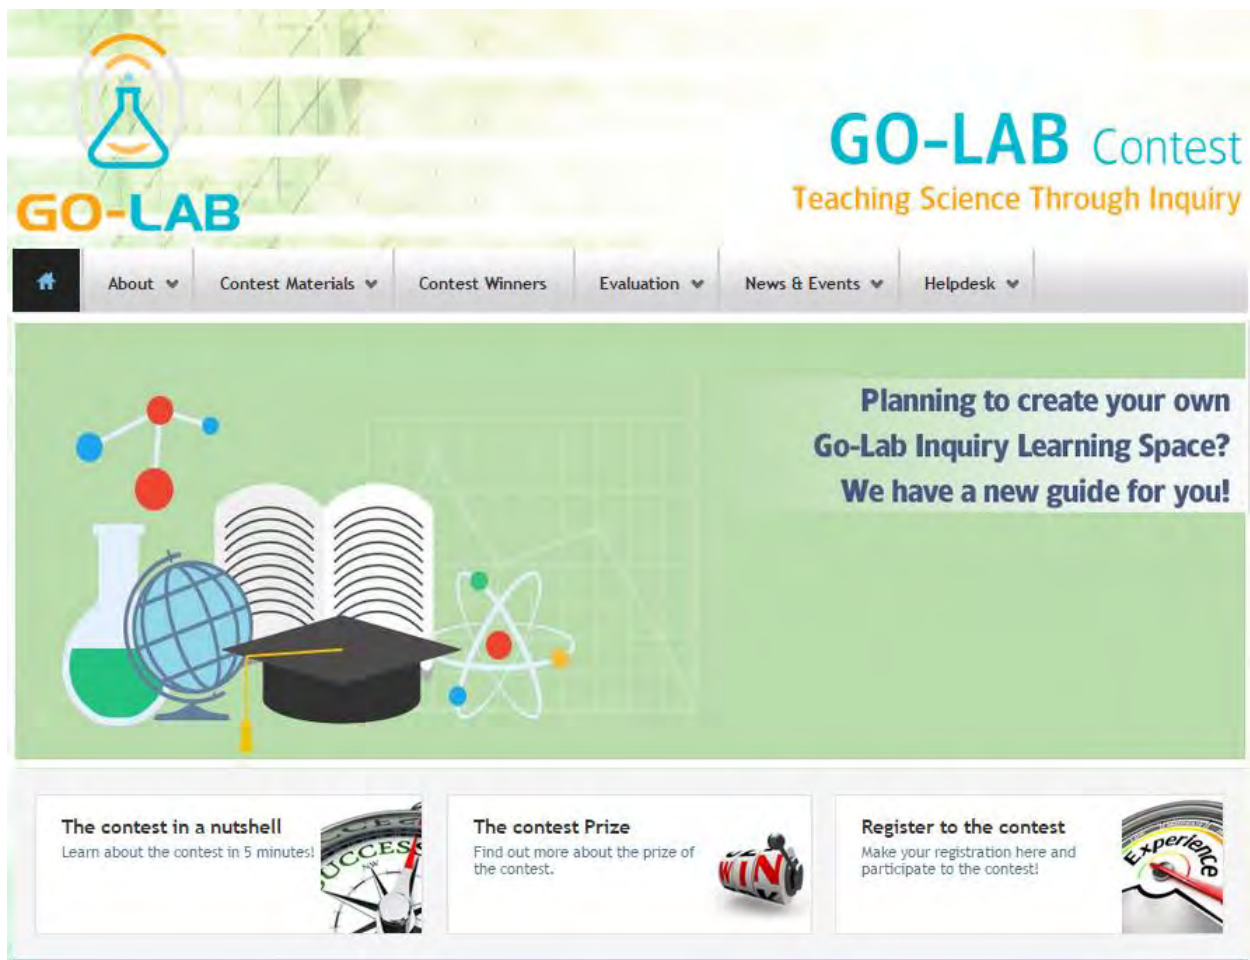 GO-LAB
GO-LAB Contest
Teaching Science Through Inquiry
About
Contest Materials
Contest Winners
Evaluation
News & Events
Helpdesk
Planning to create your own
Go-Lab Inquiry Learning Space?
We have a new guide for you!
The contest in a nutshell
Learn about the contest in 5 minutes!
SUCCESS
NW
The contest Prize
Find out more about the prize of
the contest.
WIN
Register to the contest
Make your registration here and
participate to the contest!
Experience